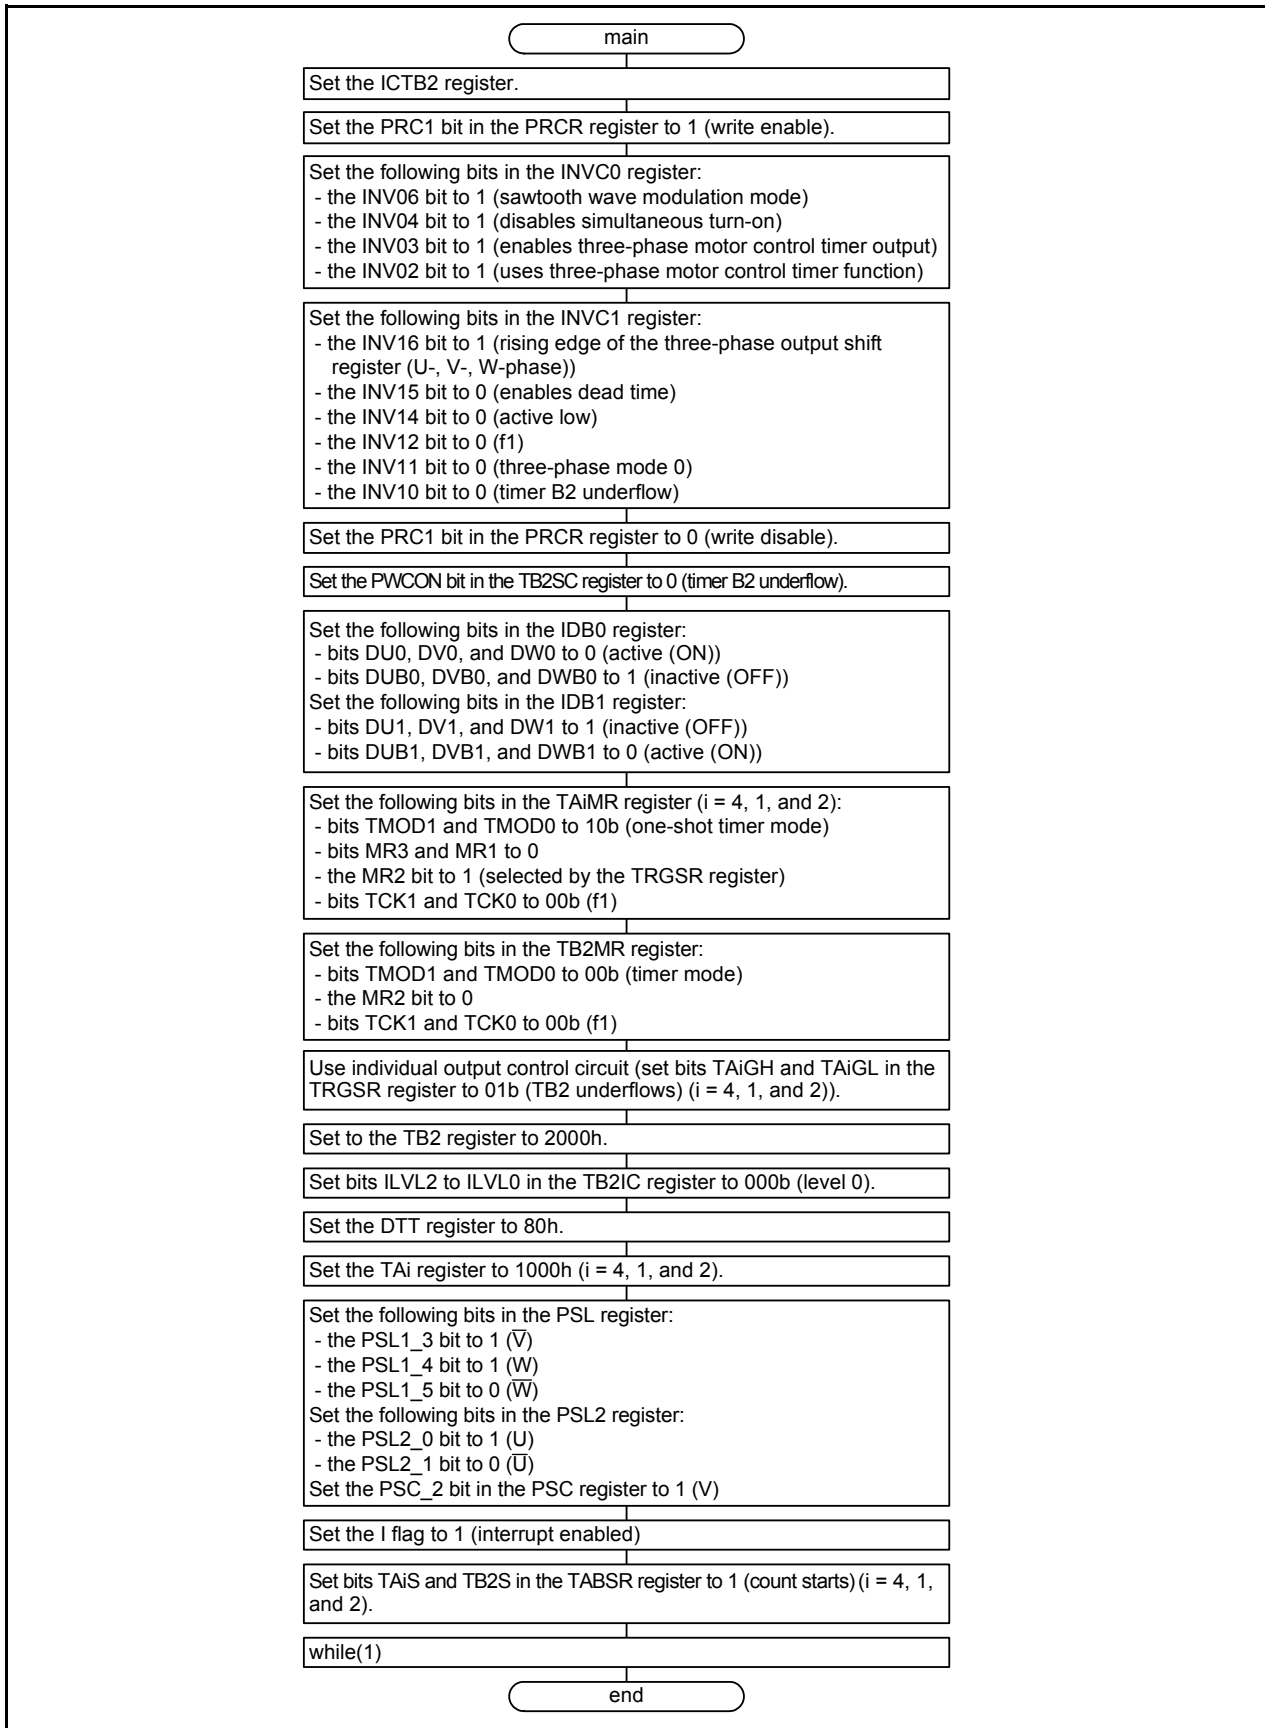 main
Set the ICTB2 register.
Set the PRC1 bit in the PRCR register to 1 (write enable).
Set the following bits in the INVC0 register:
- the INV06 bit to 1 (sawtooth wave modulation mode)
- the INV04 bit to 1 (disables simultaneous turn-on)
- the INV03 bit to 1 (enables three-phase motor control timer output)
- the INV02 bit to 1 (uses three-phase motor control timer function)
Set the following bits in the INVC1 register:
- the INV16 bit to 1 (rising edge of the three-phase output shift
register (U-, V-, W-phase))
- the INV15 bit to 0 (enables dead time)
- the INV14 bit to 0 (active low)
- the INV12 bit to 0 (f1)
- the INV11 bit to 0 (three-phase mode 0)
- the INV10 bit to 0 (timer B2 underflow)
Set the PRC1 bit in the PRCR register to 0 (write disable).
Set the PWCON bit in the TB2SC register to 0 (timer B2 underflow).
Set the following bits in the IDB0 register:
- bits DU0, DV0, and DW0 to 0 (active (ON))
- bits DUB0, DVB0, and DWB0 to 1 (inactive (OFF))
Set the following bits in the IDB1 register:
- bits DU1, DV1, and DW1 to 1 (inactive (OFF))
- bits DUB1, DVB1, and DWB1 to 0 (active (ON))
Set the following bits in the TAiMR register (i = 4, 1, and 2):
- bits TMOD1 and TMOD0 to 10b (one-shot timer mode)
- bits MR3 and MR1 to 0
- the MR2 bit to 1 (selected by the TRGSR register)
- bits TCK1 and TCK0 to 00b (f1)
Set the following bits in the TB2MR register:
- bits TMOD1 and TMOD0 to 00b (timer mode)
- the MR2 bit to 0
- bits TCK1 and TCK0 to 00b (f1)
Use individual output control circuit (set bits TAiGH and TAiGL in the
TRGSR register to 01b (TB2 underflows) (i = 4, 1, and 2)).
Set to the TB2 register to 2000h.
Set bits ILVL2 to ILVL0 in the TB2IC register to 000b (level 0).
Set the DTT register to 80h.
Set the TAi register to 1000h (i = 4, 1, and 2).
Set the following bits in the PSL register:
- the PSL1_3 bit to 1 (V̅)
- the PSL1_4 bit to 1 (W)
- the PSL1_5 bit to 0 (W̅)
Set the following bits in the PSL2 register:
- the PSL2_0 bit to 1 (U)
- the PSL2_1 bit to 0 (U̅)
Set the PSC_2 bit in the PSC register to 1 (V)
Set the I flag to 1 (interrupt enabled)
Set bits TAiS and TB2S in the TABSR register to 1 (count starts) (i = 4, 1,
and 2).
while(1)
end